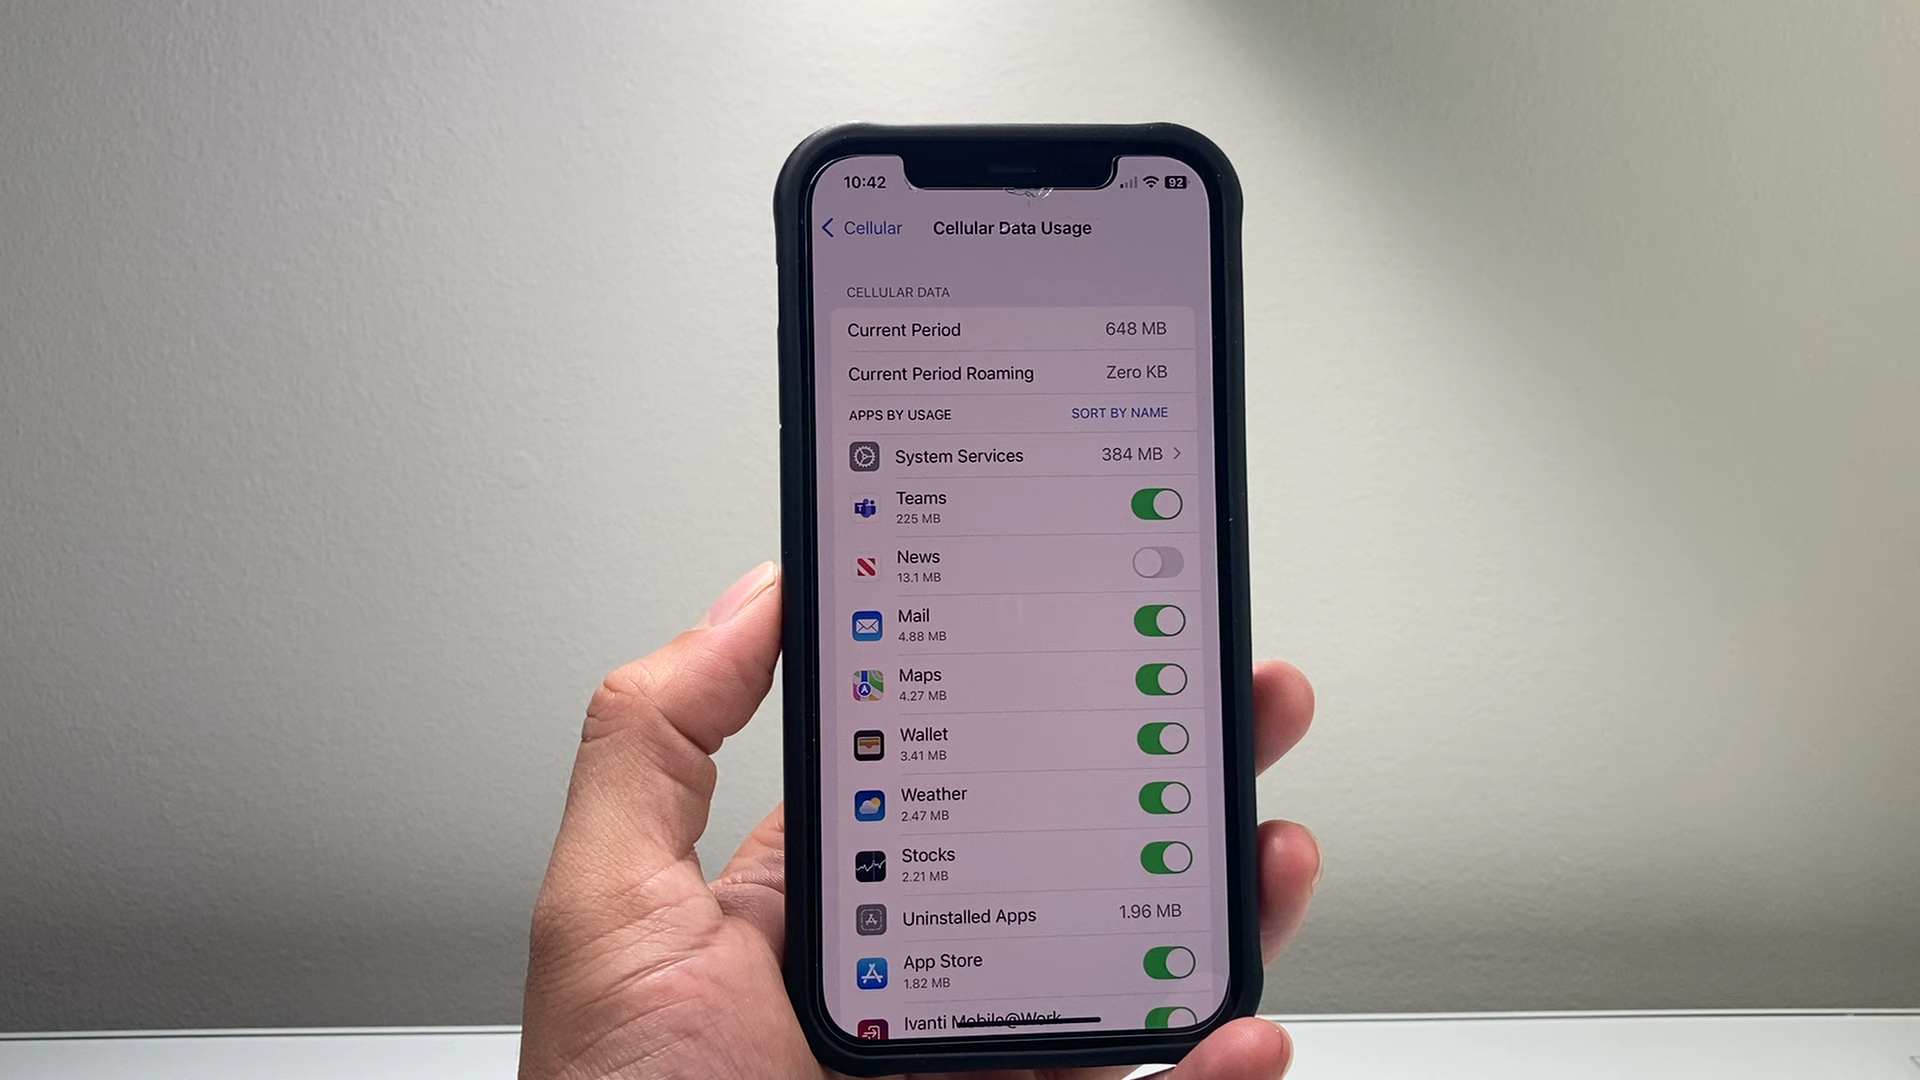 10:42
92
Cellular
Cellular Data Usage
CELLULAR DATA
Current Period 648 MB
Current Period Roaming Zero KB
APPS BY USAGE SORT BY NAME
System Services 384 MB
Teams
225 MB
News
13.1 MB
Mail
4.88 MB
Maps
4.27 MB
Wallet
3.41 MB
Weather
2.47 MB
Stocks
2.21 MB
Uninstalled Apps 1.96 MB
App Store
1.82 MB
Ivanti Mobile@Work